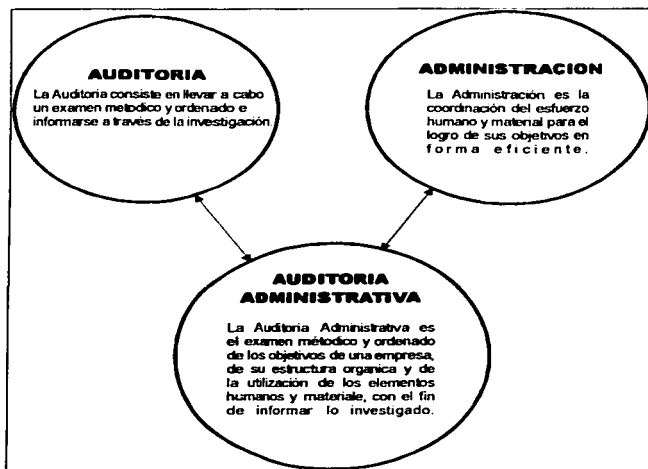 AUDITORIA
La Auditoria consiste en llevar a cabo
un examen metodico y ordenado e
informarse a través de la investigación.
ADMINISTRACION
La Administración es la
coordinación del esfuerzo
humano y material para el
logro de sus objetivos en
forma eficiente.
AUDITORIA
ADMINISTRATIVA
La Auditoria Administrativa es
el examen métodico y ordenado
de los objetivos de una empresa,
de su estructura organica y de
la utilización de los elementos
humanos y materiale, con el fin
de informar lo investigado.